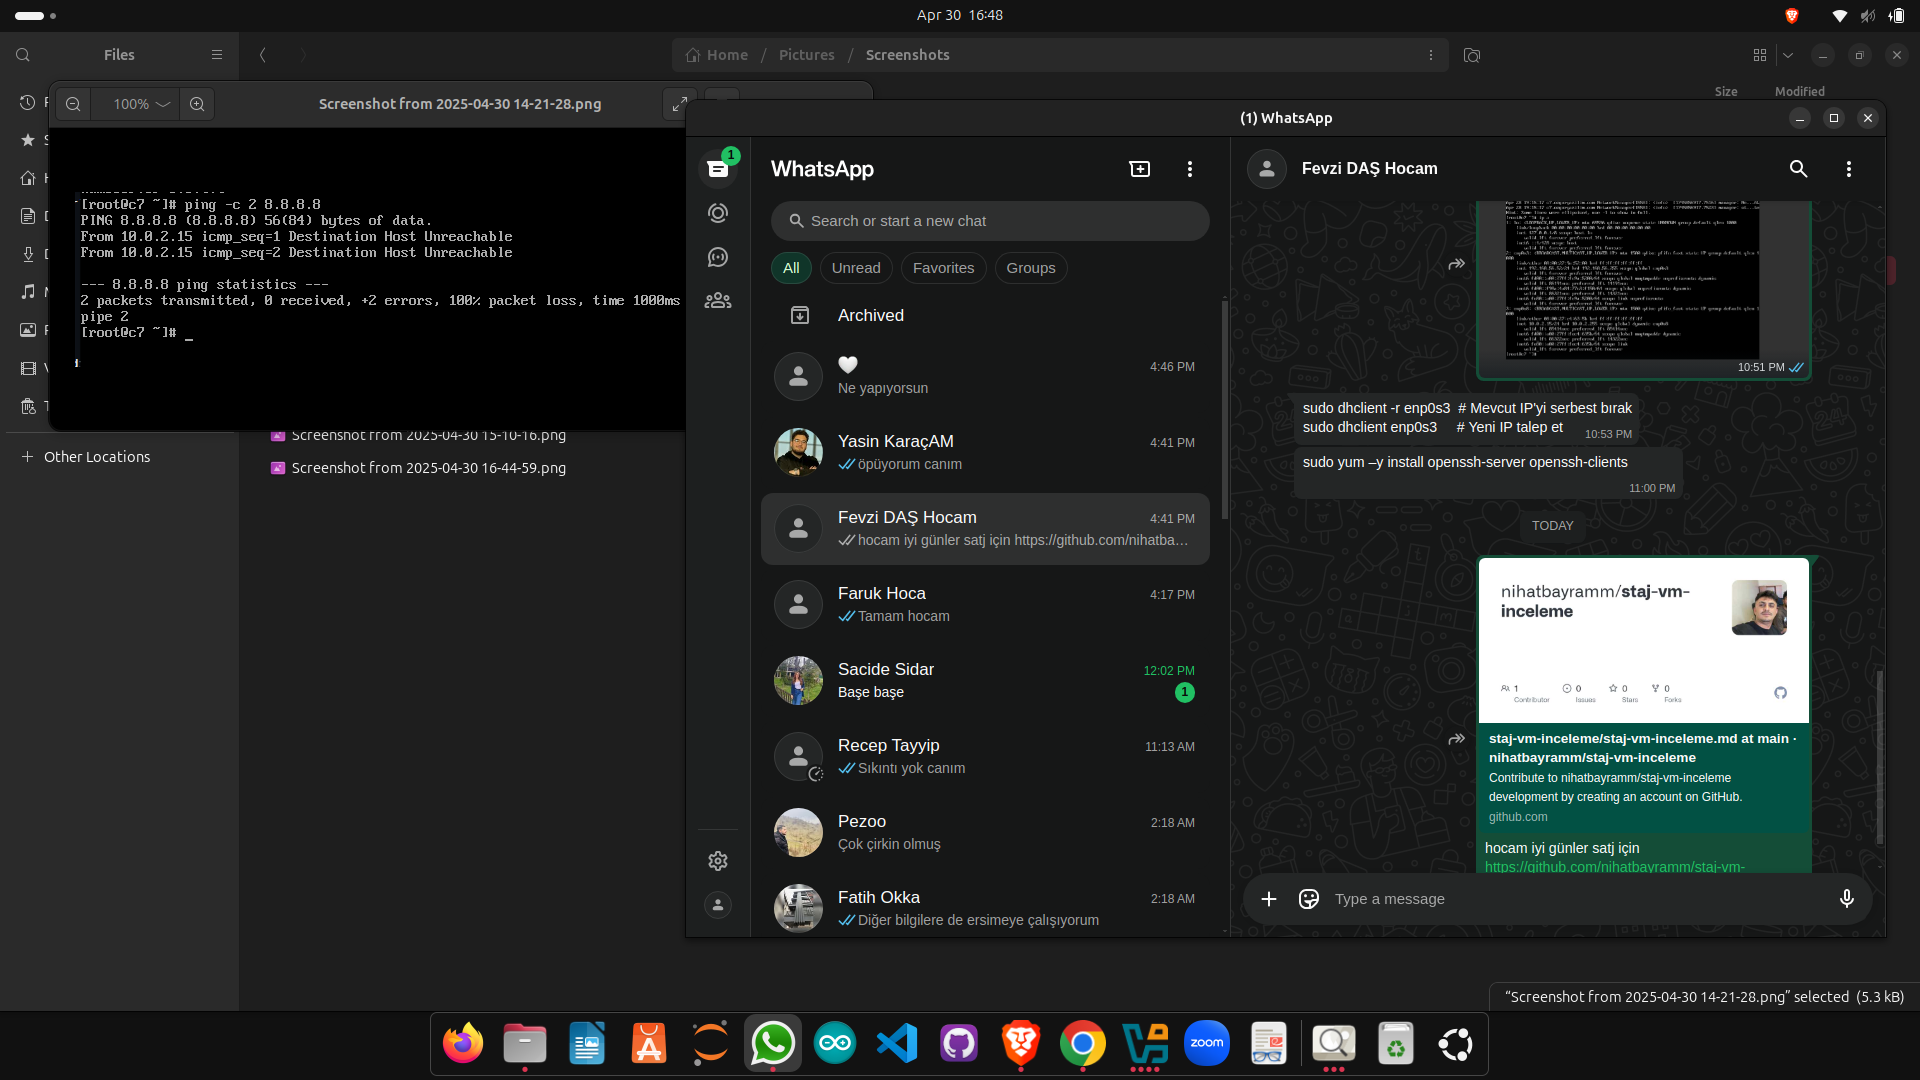 Apr 30 16:48
Files
Home / Pictures / Screenshots
Size
Modified
100%
Screenshot from 2025-04-30 14-21-28.png
[root@c7 ~]# ping -c 2 8.8.8.8
PING 8.8.8.8 (8.8.8.8) 56(84) bytes of data.
From 10.0.2.15 icmp_seq=1 Destination Host Unreachable
From 10.0.2.15 icmp_seq=2 Destination Host Unreachable
--- 8.8.8.8 ping statistics ---
2 packets transmitted, 0 received, +2 errors, 100% packet loss, time 1000ms
pipe 2
[root@c7 ~]# _
Screenshot from 2025-04-30 15-10-16.png
Screenshot from 2025-04-30 16-44-59.png
Other Locations
(1) WhatsApp
1
WhatsApp
Search or start a new chat
All
Unread
Favorites
Groups
Archived
🤍
4:46 PM
Ne yapıyorsun
Yasin KaraçAM
4:41 PM
öpüyorum canım
Fevzi DAŞ Hocam
4:41 PM
hocam iyi günler satj için https://github.com/nihatba…
Faruk Hoca
4:17 PM
Tamam hocam
Sacide Sidar
12:02 PM
Başe başe
1
Recep Tayyip
11:13 AM
Sıkıntı yok canım
Pezoo
2:18 AM
Çok çirkin olmuş
Fatih Okka
2:18 AM
Diğer bilgilere de ersimeye çalışıyorum
Fevzi DAŞ Hocam
10:51 PM
sudo dhclient -r enp0s3 # Mevcut IP'yi serbest bırak
sudo dhclient enp0s3 # Yeni IP talep et
10:53 PM
sudo yum –y install openssh-server openssh-clients
11:00 PM
TODAY
nihatbayramm/staj-vm-
inceleme
1
Contributor
0
Issues
0
Stars
0
Forks
staj-vm-inceleme/staj-vm-inceleme.md at main ·
nihatbayramm/staj-vm-inceleme
Contribute to nihatbayramm/staj-vm-inceleme
development by creating an account on GitHub.
github.com
hocam iyi günler satj için
https://github.com/nihatbayramm/staj-vm-
Type a message
“Screenshot from 2025-04-30 14-21-28.png” selected (5.3 kB)
zoom